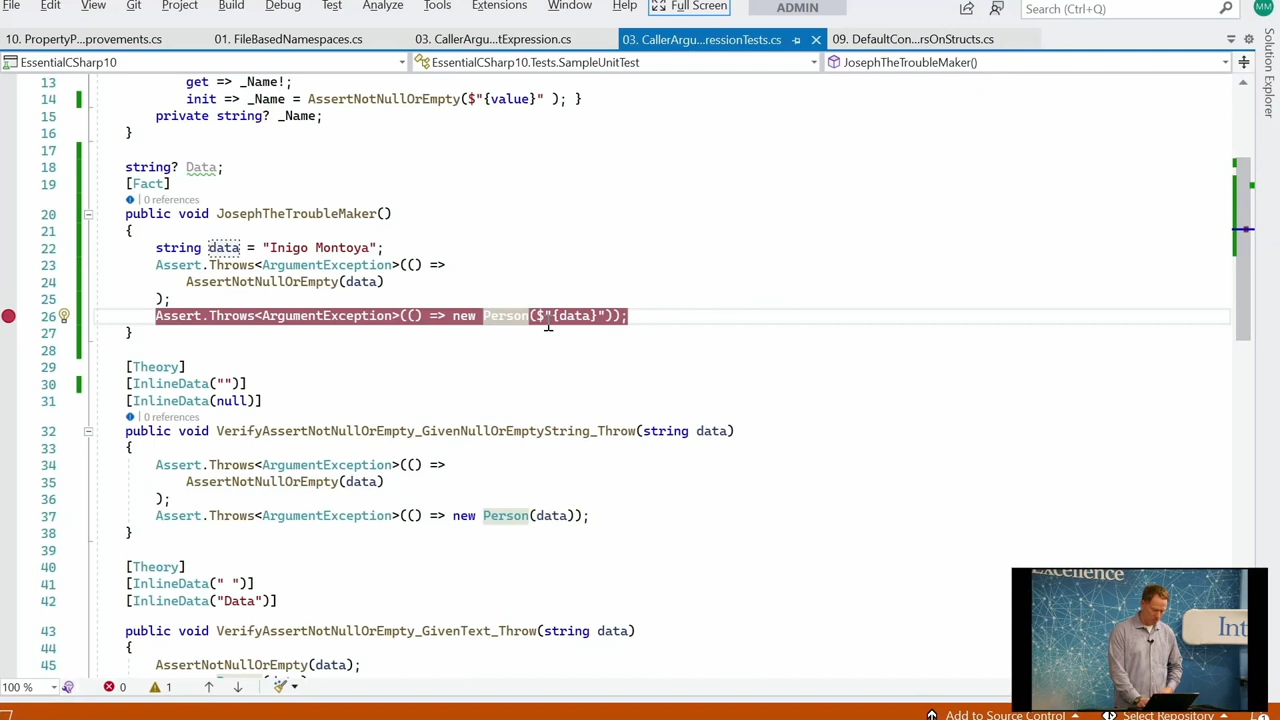 File Edit View Git Project Build Debug Test Analyze Tools Extensions Window Help Full Screen ADMIN Search (Ctrl+Q) MM
10. PropertyP...provements.cs 01. FileBasedNamespaces.cs 03. CallerArgu...tExpression.cs 03. CallerArgu...ressionTests.cs 09. DefaultCon...rsOnStructs.cs
EssentialCSharp10 EssentialCSharp10.Tests.SampleUnitTest JosephTheTroubleMaker()
Solution Explorer
13 get => _Name!;
14 init => _Name = AssertNotNullOrEmpty($"{value}" ); }
15 private string? _Name;
16 }
17
18 string? Data;
19 [Fact]
0 references
20 public void JosephTheTroubleMaker()
21 {
22 string data = "Inigo Montoya";
23 Assert.Throws<ArgumentException>(() =>
24 AssertNotNullOrEmpty(data)
25 );
26 Assert.Throws<ArgumentException>(() => new Person($"{data}"));
27 }
28
29 [Theory]
30 [InlineData("")]
31 [InlineData(null)]
0 references
32 public void VerifyAssertNotNullOrEmpty_GivenNullOrEmptyString_Throw(string data)
33 {
34 Assert.Throws<ArgumentException>(() =>
35 AssertNotNullOrEmpty(data)
36 );
37 Assert.Throws<ArgumentException>(() => new Person(data));
38 }
39
40 [Theory]
41 [InlineData(" ")]
42 [InlineData("Data")]
43 public void VerifyAssertNotNullOrEmpty_GivenText_Throw(string data)
44 {
45 AssertNotNullOrEmpty(data);
100 % 0 1
Add to Source Control Select Repository
Excellence
Int